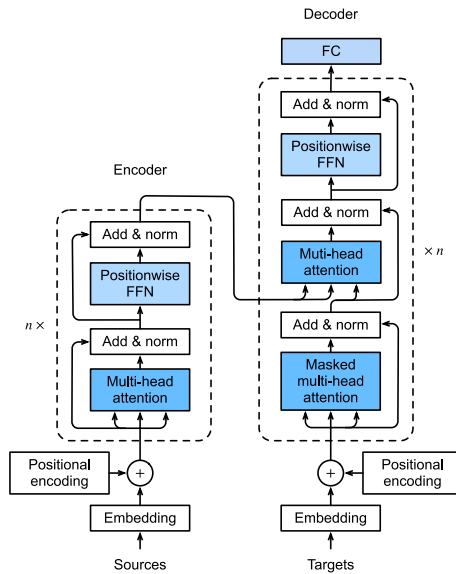 Decoder
FC
Add & norm
Positionwise
FFN
Add & norm
Muti-head
attention
× n
Add & norm
Masked
multi-head
attention
Positional
encoding
Embedding
Targets
Encoder
Add & norm
Positionwise
FFN
n ×
Add & norm
Multi-head
attention
Positional
encoding
Embedding
Sources